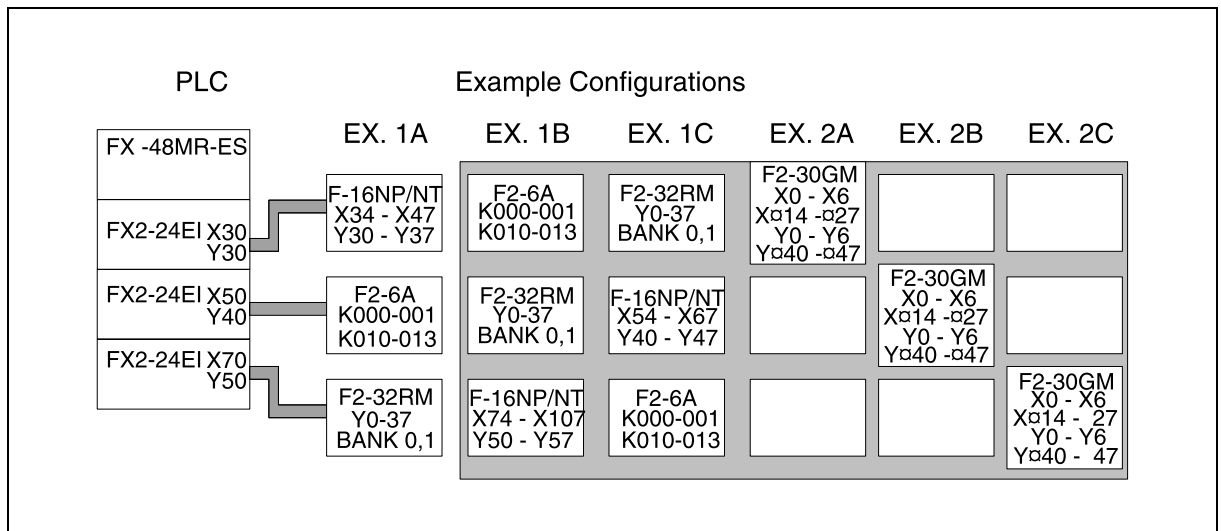 PLC
Example Configurations
EX. 1A
EX. 1B
EX. 1C
EX. 2A
EX. 2B
EX. 2C
FX -48MR-ES
FX2-24EI X30
Y30
FX2-24EI X50
Y40
FX2-24EI X70
Y50
F-16NP/NT
X34 - X47
Y30 - Y37
F2-6A
K000-001
K010-013
F2-32RM
Y0-37
BANK 0,1
F2-30GM
X0 - X6
X¤14 -¤27
Y0 - Y6
Y¤40 -¤47
F2-6A
K000-001
K010-013
F2-32RM
Y0-37
BANK 0,1
F-16NP/NT
X54 - X67
Y40 - Y47
F2-30GM
X0 - X6
X¤14 -¤27
Y0 - Y6
Y¤40 -¤47
F2-32RM
Y0-37
BANK 0,1
F-16NP/NT
X74 - X107
Y50 - Y57
F2-6A
K000-001
K010-013
F2-30GM
X0 - X6
X¤14 - 27
Y0 - Y6
Y¤40 - 47